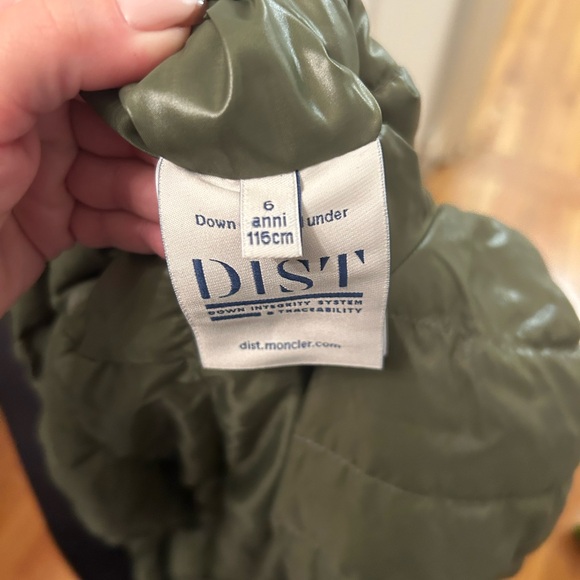 6
anni
116cm
Down under
DIST
DOWN INTEGRITY SYSTEM
& TRACEABILITY
dist.moncler.com